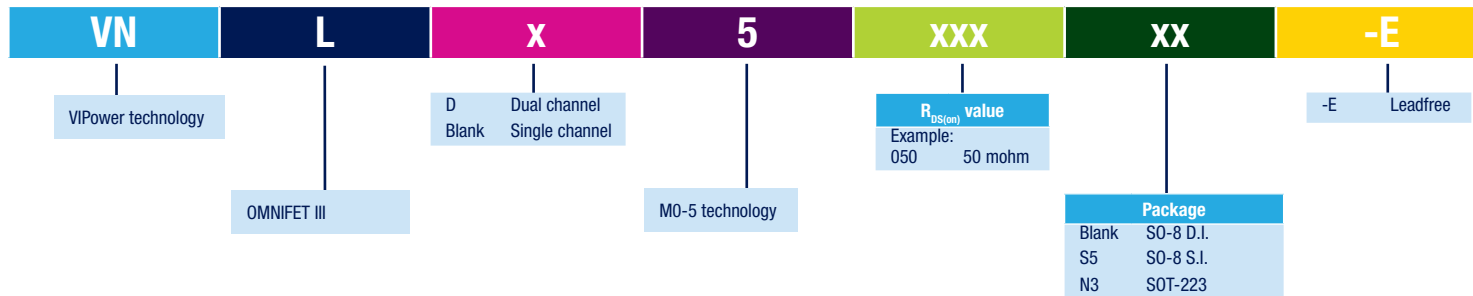 VN L x 5 xxx xx -E
VIPower technology
OMNIFET III
D Dual channel
Blank Single channel
M0-5 technology
RDS(on) value
Example:
050 50 mohm
Package
Blank SO-8 D.I.
S5 SO-8 S.I.
N3 SOT-223
-E Leadfree